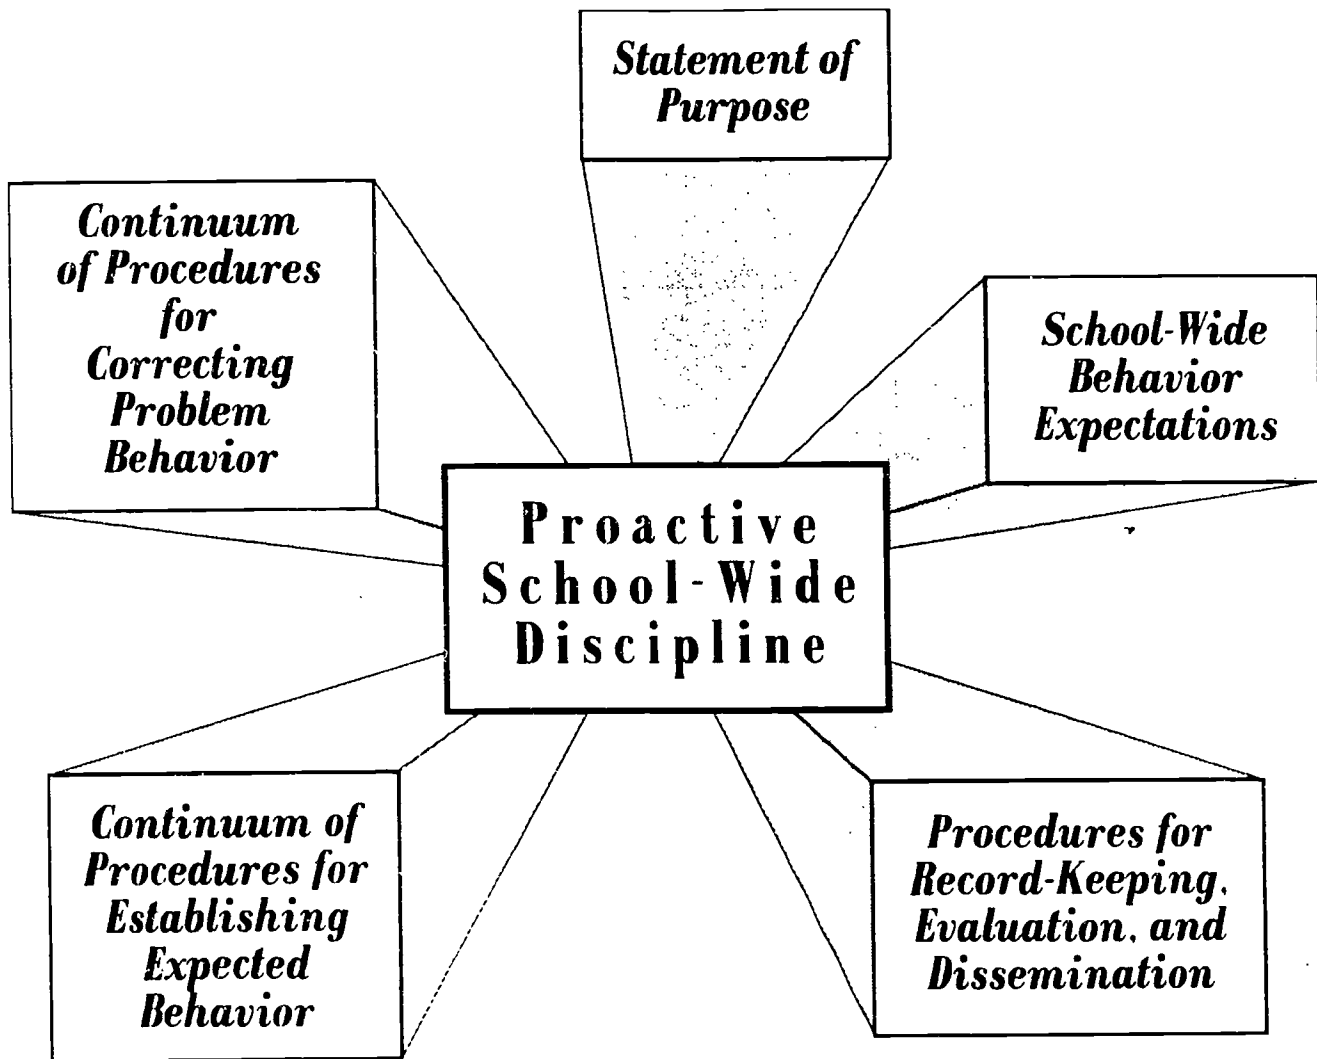 Statement of
Purpose
Continuum
of Procedures
for
Correcting
Problem
Behavior
School-Wide
Behavior
Expectations
Proactive
School-Wide
Discipline
Continuum of
Procedures for
Establishing
Expected
Behavior
Procedures for
Record-Keeping,
Evaluation, and
Dissemination